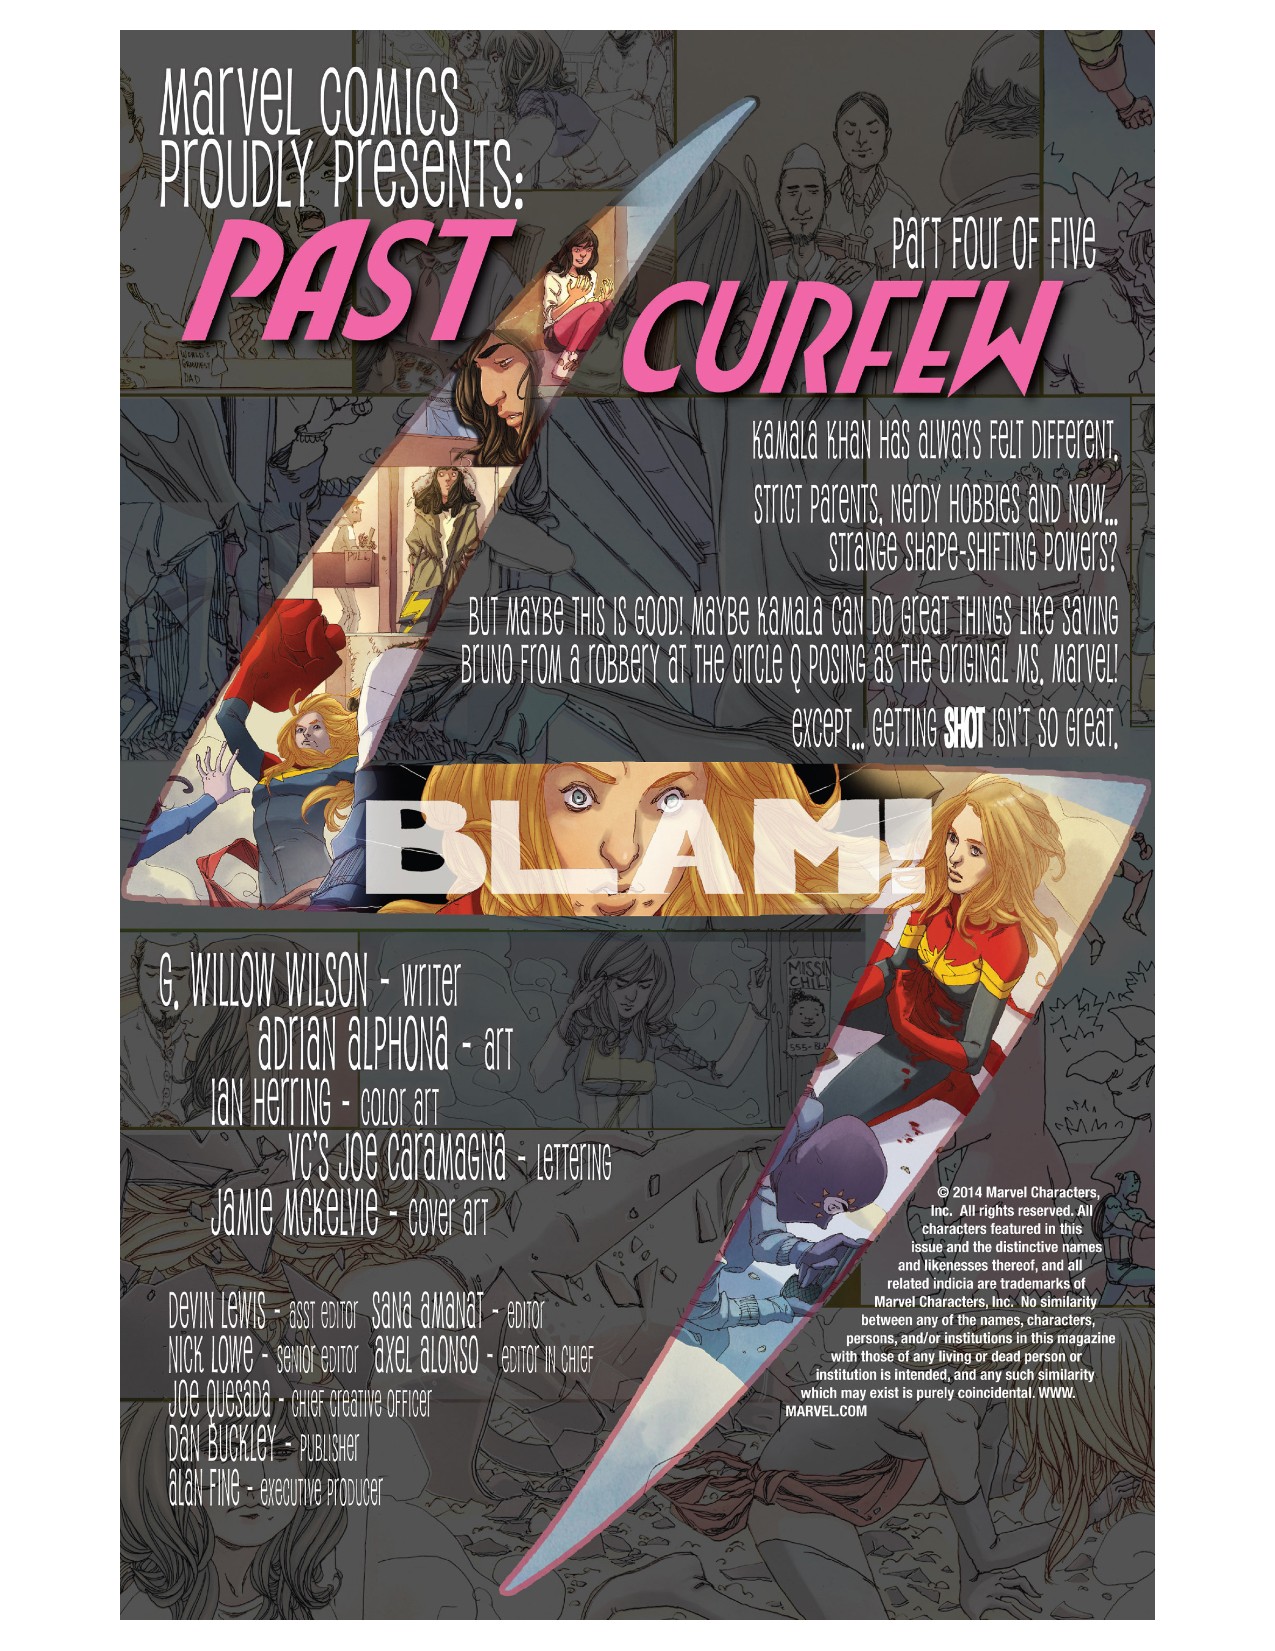 Marvel Comics
Proudly Presents:
PAST
Part Four of Five
CURFEW
Kamala Khan has always felt different.
Strict parents, nerdy hobbies and now...
strange shape-shifting powers?
But maybe this is good! Maybe Kamala can do great things like saving
Bruno from a robbery at the Circle Q posing as the original Ms. Marvel!
Except... getting SHOT isn't so great.
BLAM!
G. Willow Wilson - writer
Adrian Alphona - art
Ian Herring - color art
VC's Joe Caramagna - lettering
Jamie McKelvie - cover art
Devin Lewis - asst editor Sana Amanat - editor
Nick Lowe - senior editor Axel Alonso - editor in chief
Joe Quesada - chief creative officer
Dan Buckley - publisher
Alan Fine - executive producer
© 2014 Marvel Characters,
Inc. All rights reserved. All
characters featured in this
issue and the distinctive names
and likenesses thereof, and all
related indicia are trademarks of
Marvel Characters, Inc. No similarity
between any of the names, characters,
persons, and/or institutions in this magazine
with those of any living or dead person or
institution is intended, and any such similarity
which may exist is purely coincidental. WWW.
MARVEL.COM
WORLD'S
DAD
MISSIN
CHIL